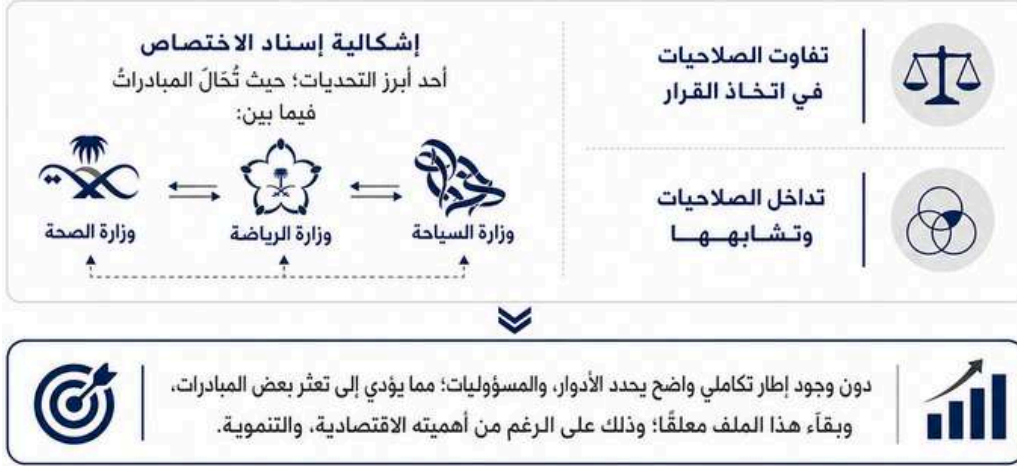 تفاوت الصلاحيات
في اتخاذ القرار
تداخل الصلاحيات
وتشابهها
إشكالية إسناد الاختصاص
أحد أبرز التحديات؛ حيث تُحَالُ المبادراتُ
فيما بين:
وزارة السياحة
وزارة الرياضة
وزارة الصحة
دون وجود إطار تكاملي واضح يحدد الأدوار، والمسؤوليات؛ مما يؤدي إلى تعثر بعض المبادرات،
وبقاَء هذا الملف معلقًا؛ وذلك على الرغم من أهميته الاقتصادية، والتنموية.